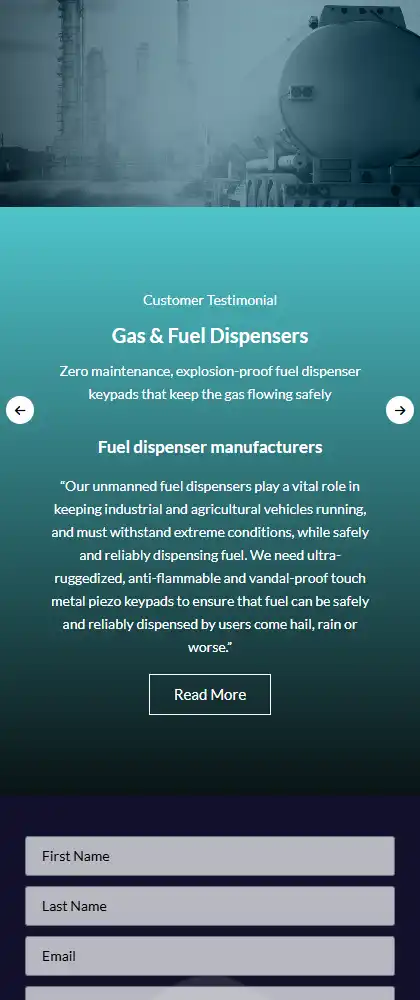 Customer Testimonial
Gas & Fuel Dispensers
Zero maintenance, explosion-proof fuel dispenser
keypads that keep the gas flowing safely
Fuel dispenser manufacturers
“Our unmanned fuel dispensers play a vital role in
keeping industrial and agricultural vehicles running,
and must withstand extreme conditions, while safely
and reliably dispensing fuel. We need ultra-
ruggedized, anti-flammable and vandal-proof touch
metal piezo keypads to ensure that fuel can be safely
and reliably dispensed by users come hail, rain or
worse.”
Read More
First Name
Last Name
Email